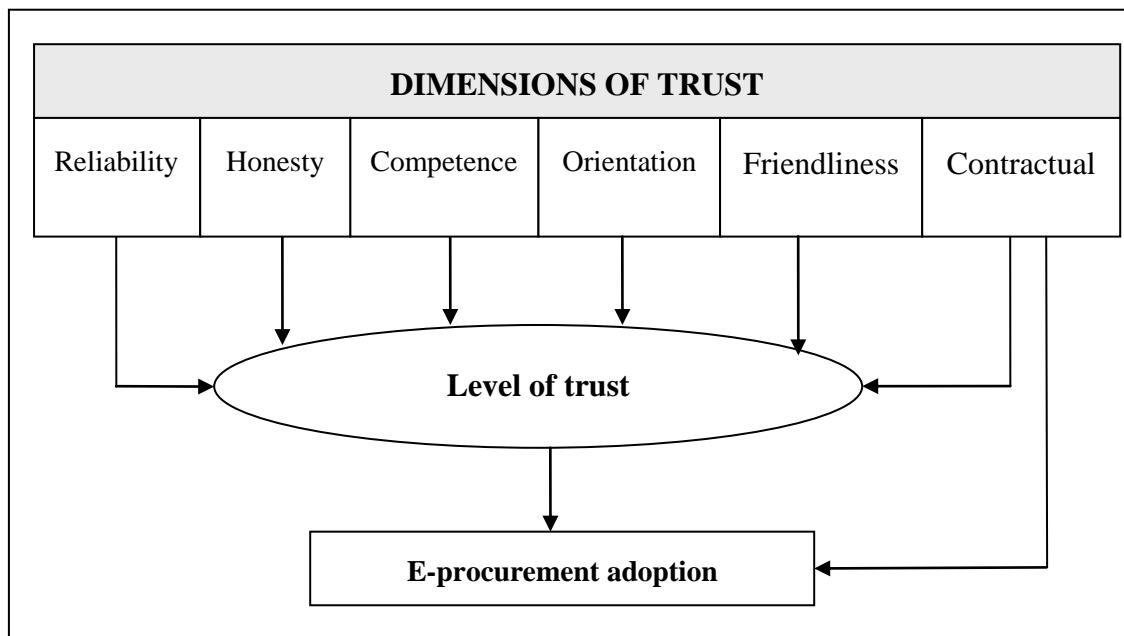 DIMENSIONS OF TRUST
Reliability Honesty Competence Orientation Friendliness Contractual
Level of trust
E-procurement adoption